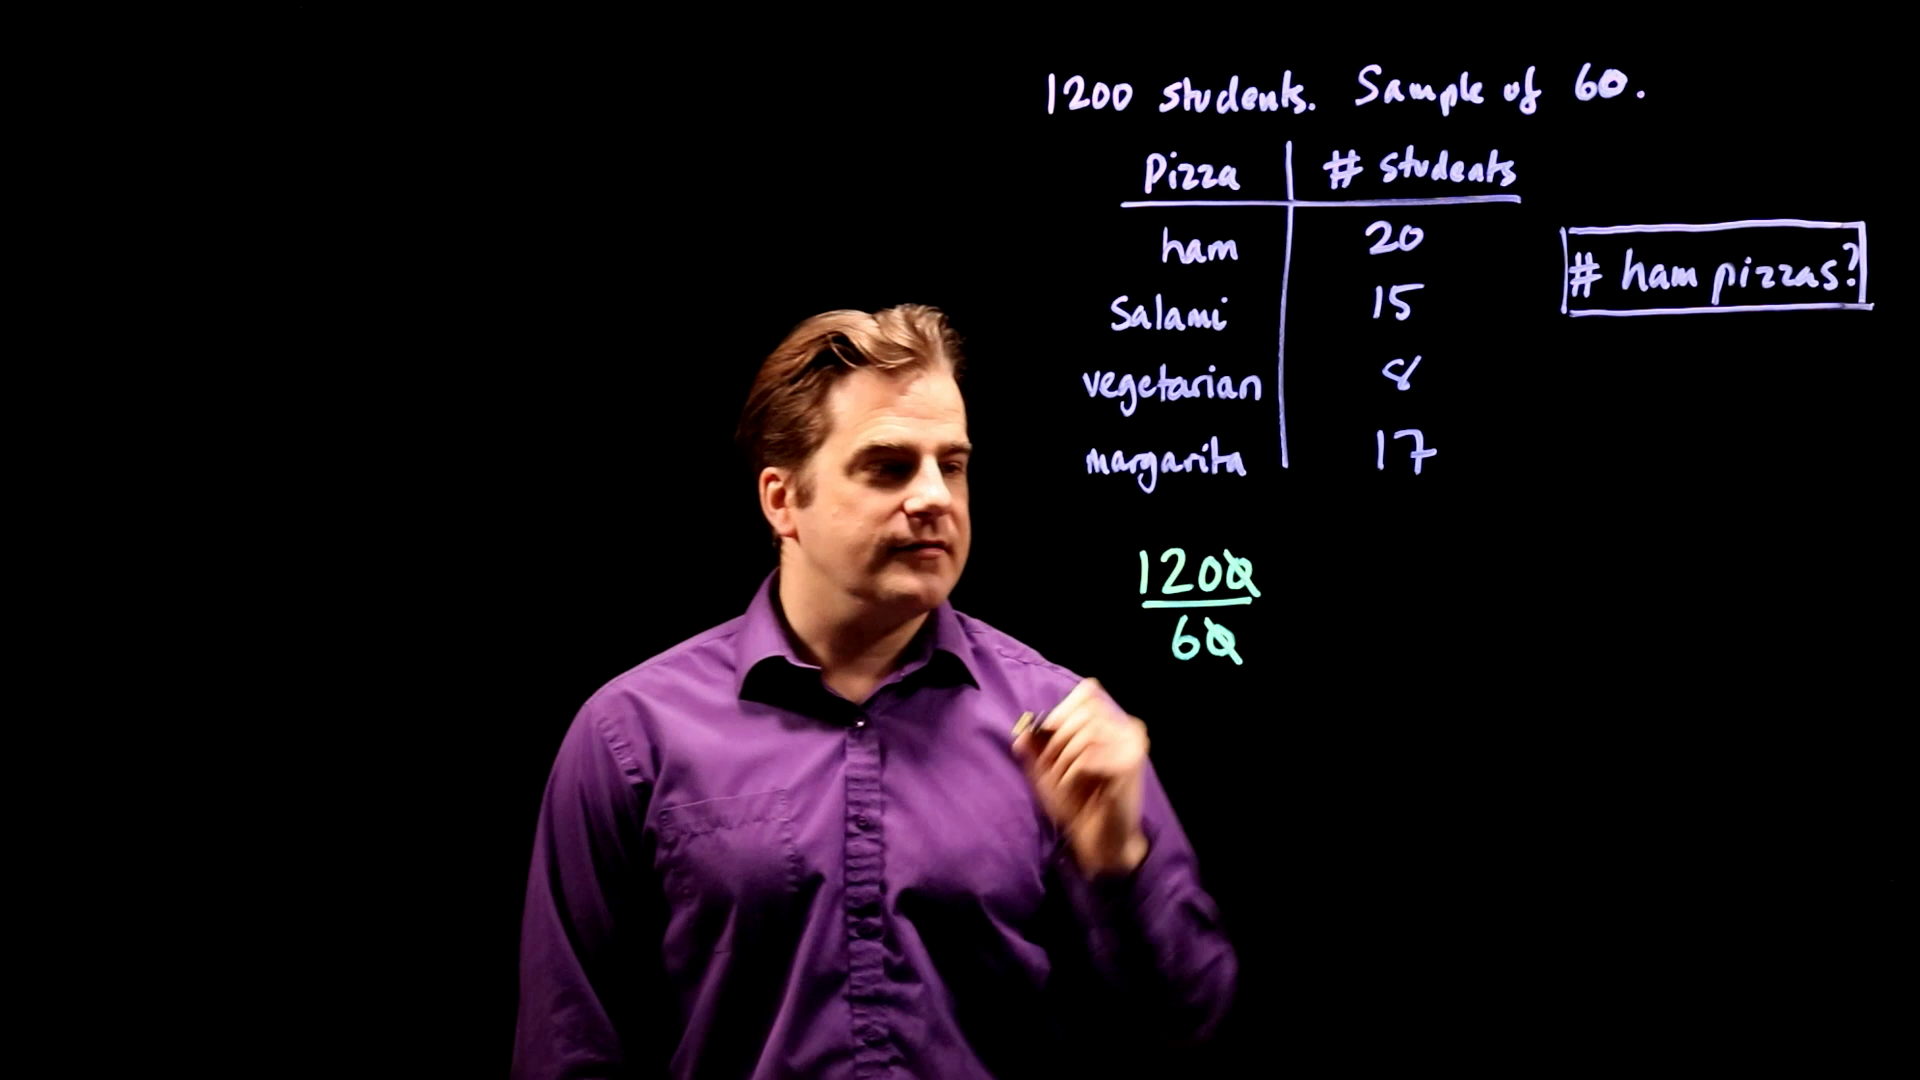 1200 students. Sample of 60.
Pizza # students
ham 20
Salami 15
vegetarian 8
margarita 17
# ham pizzas?
1200
60